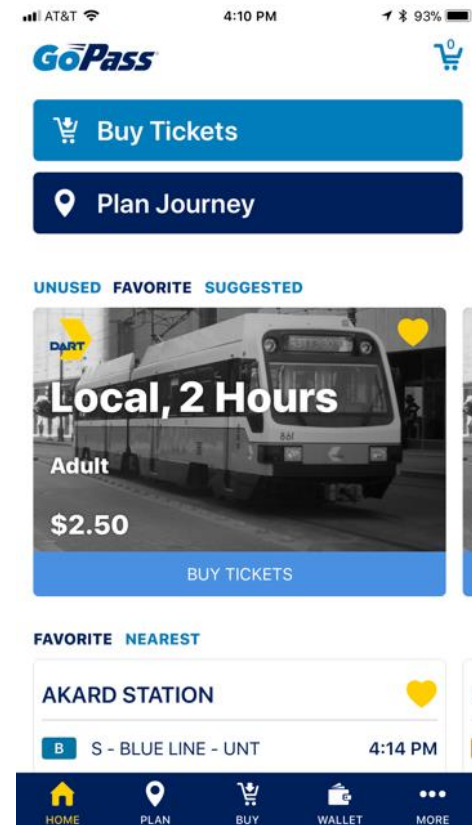 AT&T 4:10 PM 93%
GoPass 0
Buy Tickets
Plan Journey
UNUSED FAVORITE SUGGESTED
DART
Local, 2 Hours
861
Adult
$2.50
BUY TICKETS
FAVORITE NEAREST
AKARD STATION
B S - BLUE LINE - UNT 4:14 PM
HOME PLAN BUY WALLET MORE